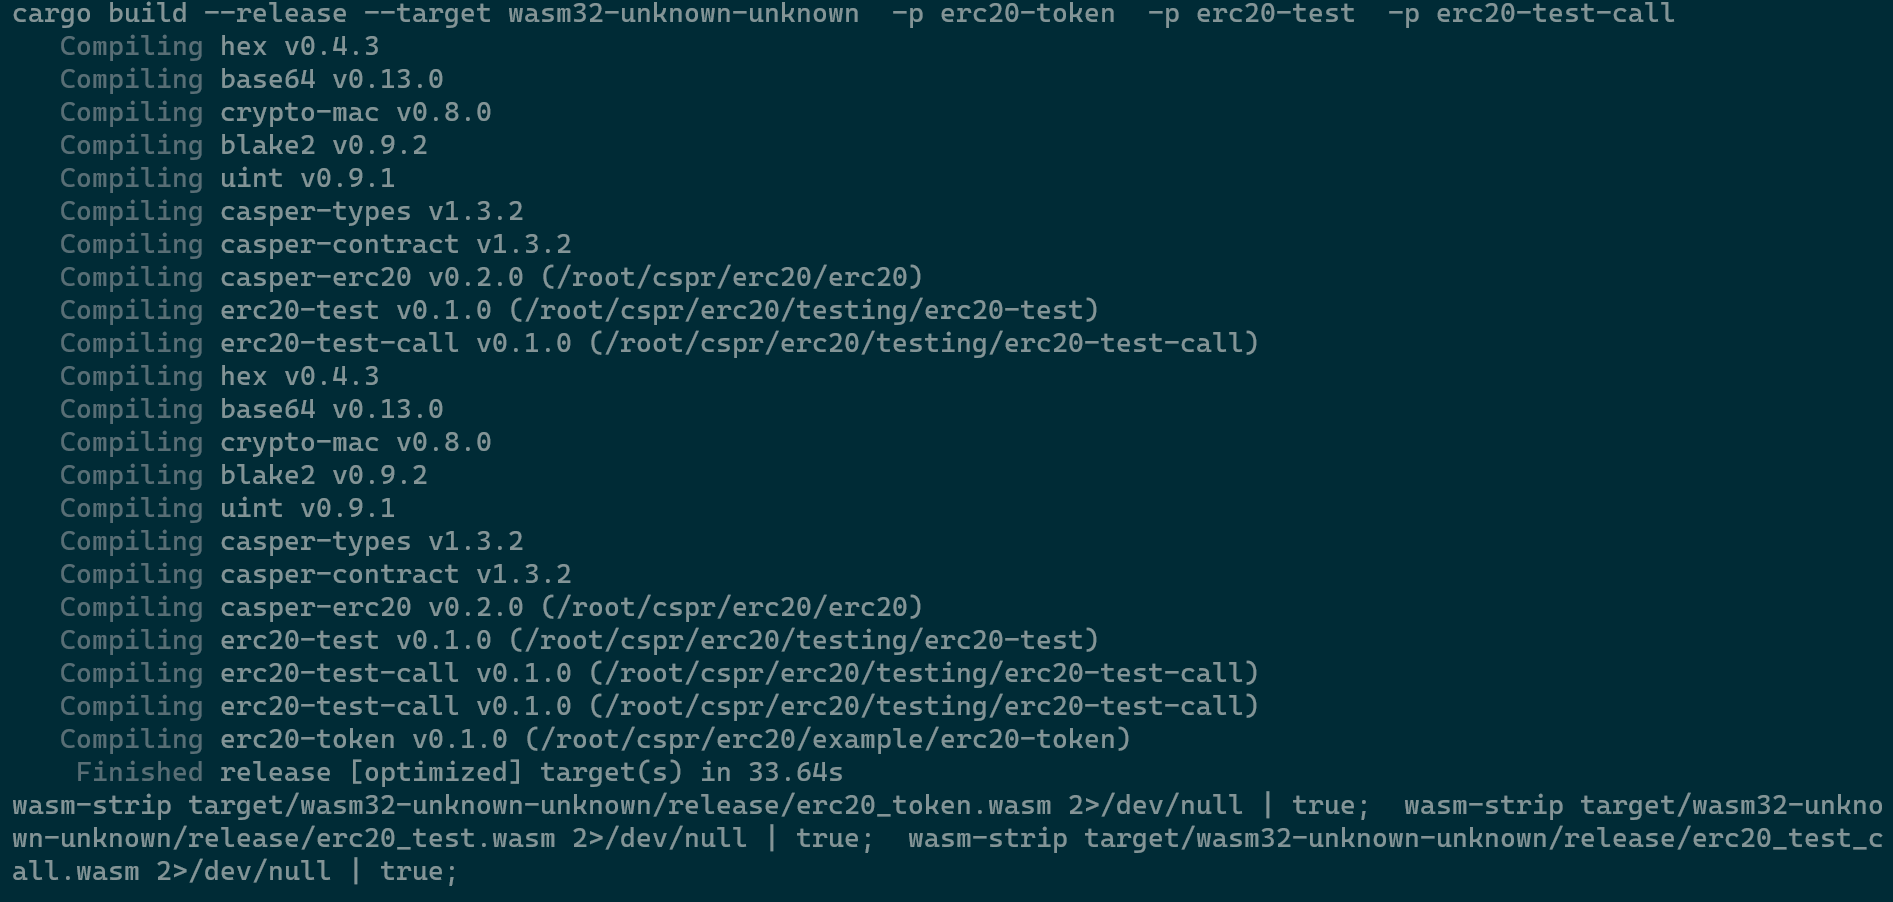 cargo build --release --target wasm32-unknown-unknown  -p erc20-token  -p erc20-test  -p erc20-test-call
   Compiling hex v0.4.3
   Compiling base64 v0.13.0
   Compiling crypto-mac v0.8.0
   Compiling blake2 v0.9.2
   Compiling uint v0.9.1
   Compiling casper-types v1.3.2
   Compiling casper-contract v1.3.2
   Compiling casper-erc20 v0.2.0 (/root/cspr/erc20/erc20)
   Compiling erc20-test v0.1.0 (/root/cspr/erc20/testing/erc20-test)
   Compiling erc20-test-call v0.1.0 (/root/cspr/erc20/testing/erc20-test-call)
   Compiling hex v0.4.3
   Compiling base64 v0.13.0
   Compiling crypto-mac v0.8.0
   Compiling blake2 v0.9.2
   Compiling uint v0.9.1
   Compiling casper-types v1.3.2
   Compiling casper-contract v1.3.2
   Compiling casper-erc20 v0.2.0 (/root/cspr/erc20/erc20)
   Compiling erc20-test v0.1.0 (/root/cspr/erc20/testing/erc20-test)
   Compiling erc20-test-call v0.1.0 (/root/cspr/erc20/testing/erc20-test-call)
   Compiling erc20-test-call v0.1.0 (/root/cspr/erc20/testing/erc20-test-call)
   Compiling erc20-token v0.1.0 (/root/cspr/erc20/example/erc20-token)
    Finished release [optimized] target(s) in 33.64s
wasm-strip target/wasm32-unknown-unknown/release/erc20_token.wasm 2>/dev/null | true;  wasm-strip target/wasm32-unkno
wn-unknown/release/erc20_test.wasm 2>/dev/null | true;  wasm-strip target/wasm32-unknown-unknown/release/erc20_test_c
all.wasm 2>/dev/null | true;